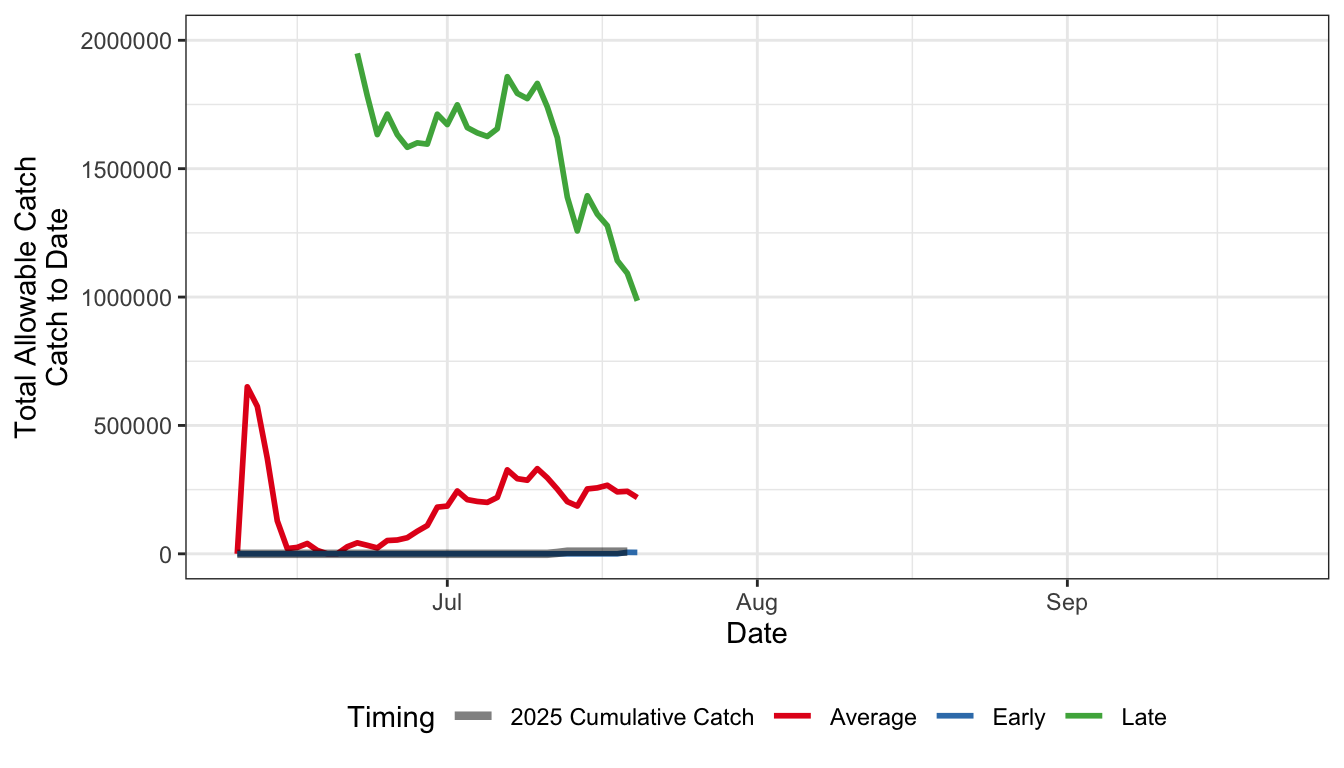 Total Allowable Catch
Catch to Date
2000000
1500000
1000000
500000
0
Jul Aug Sep
Date
Timing 2025 Cumulative Catch Average Early Late